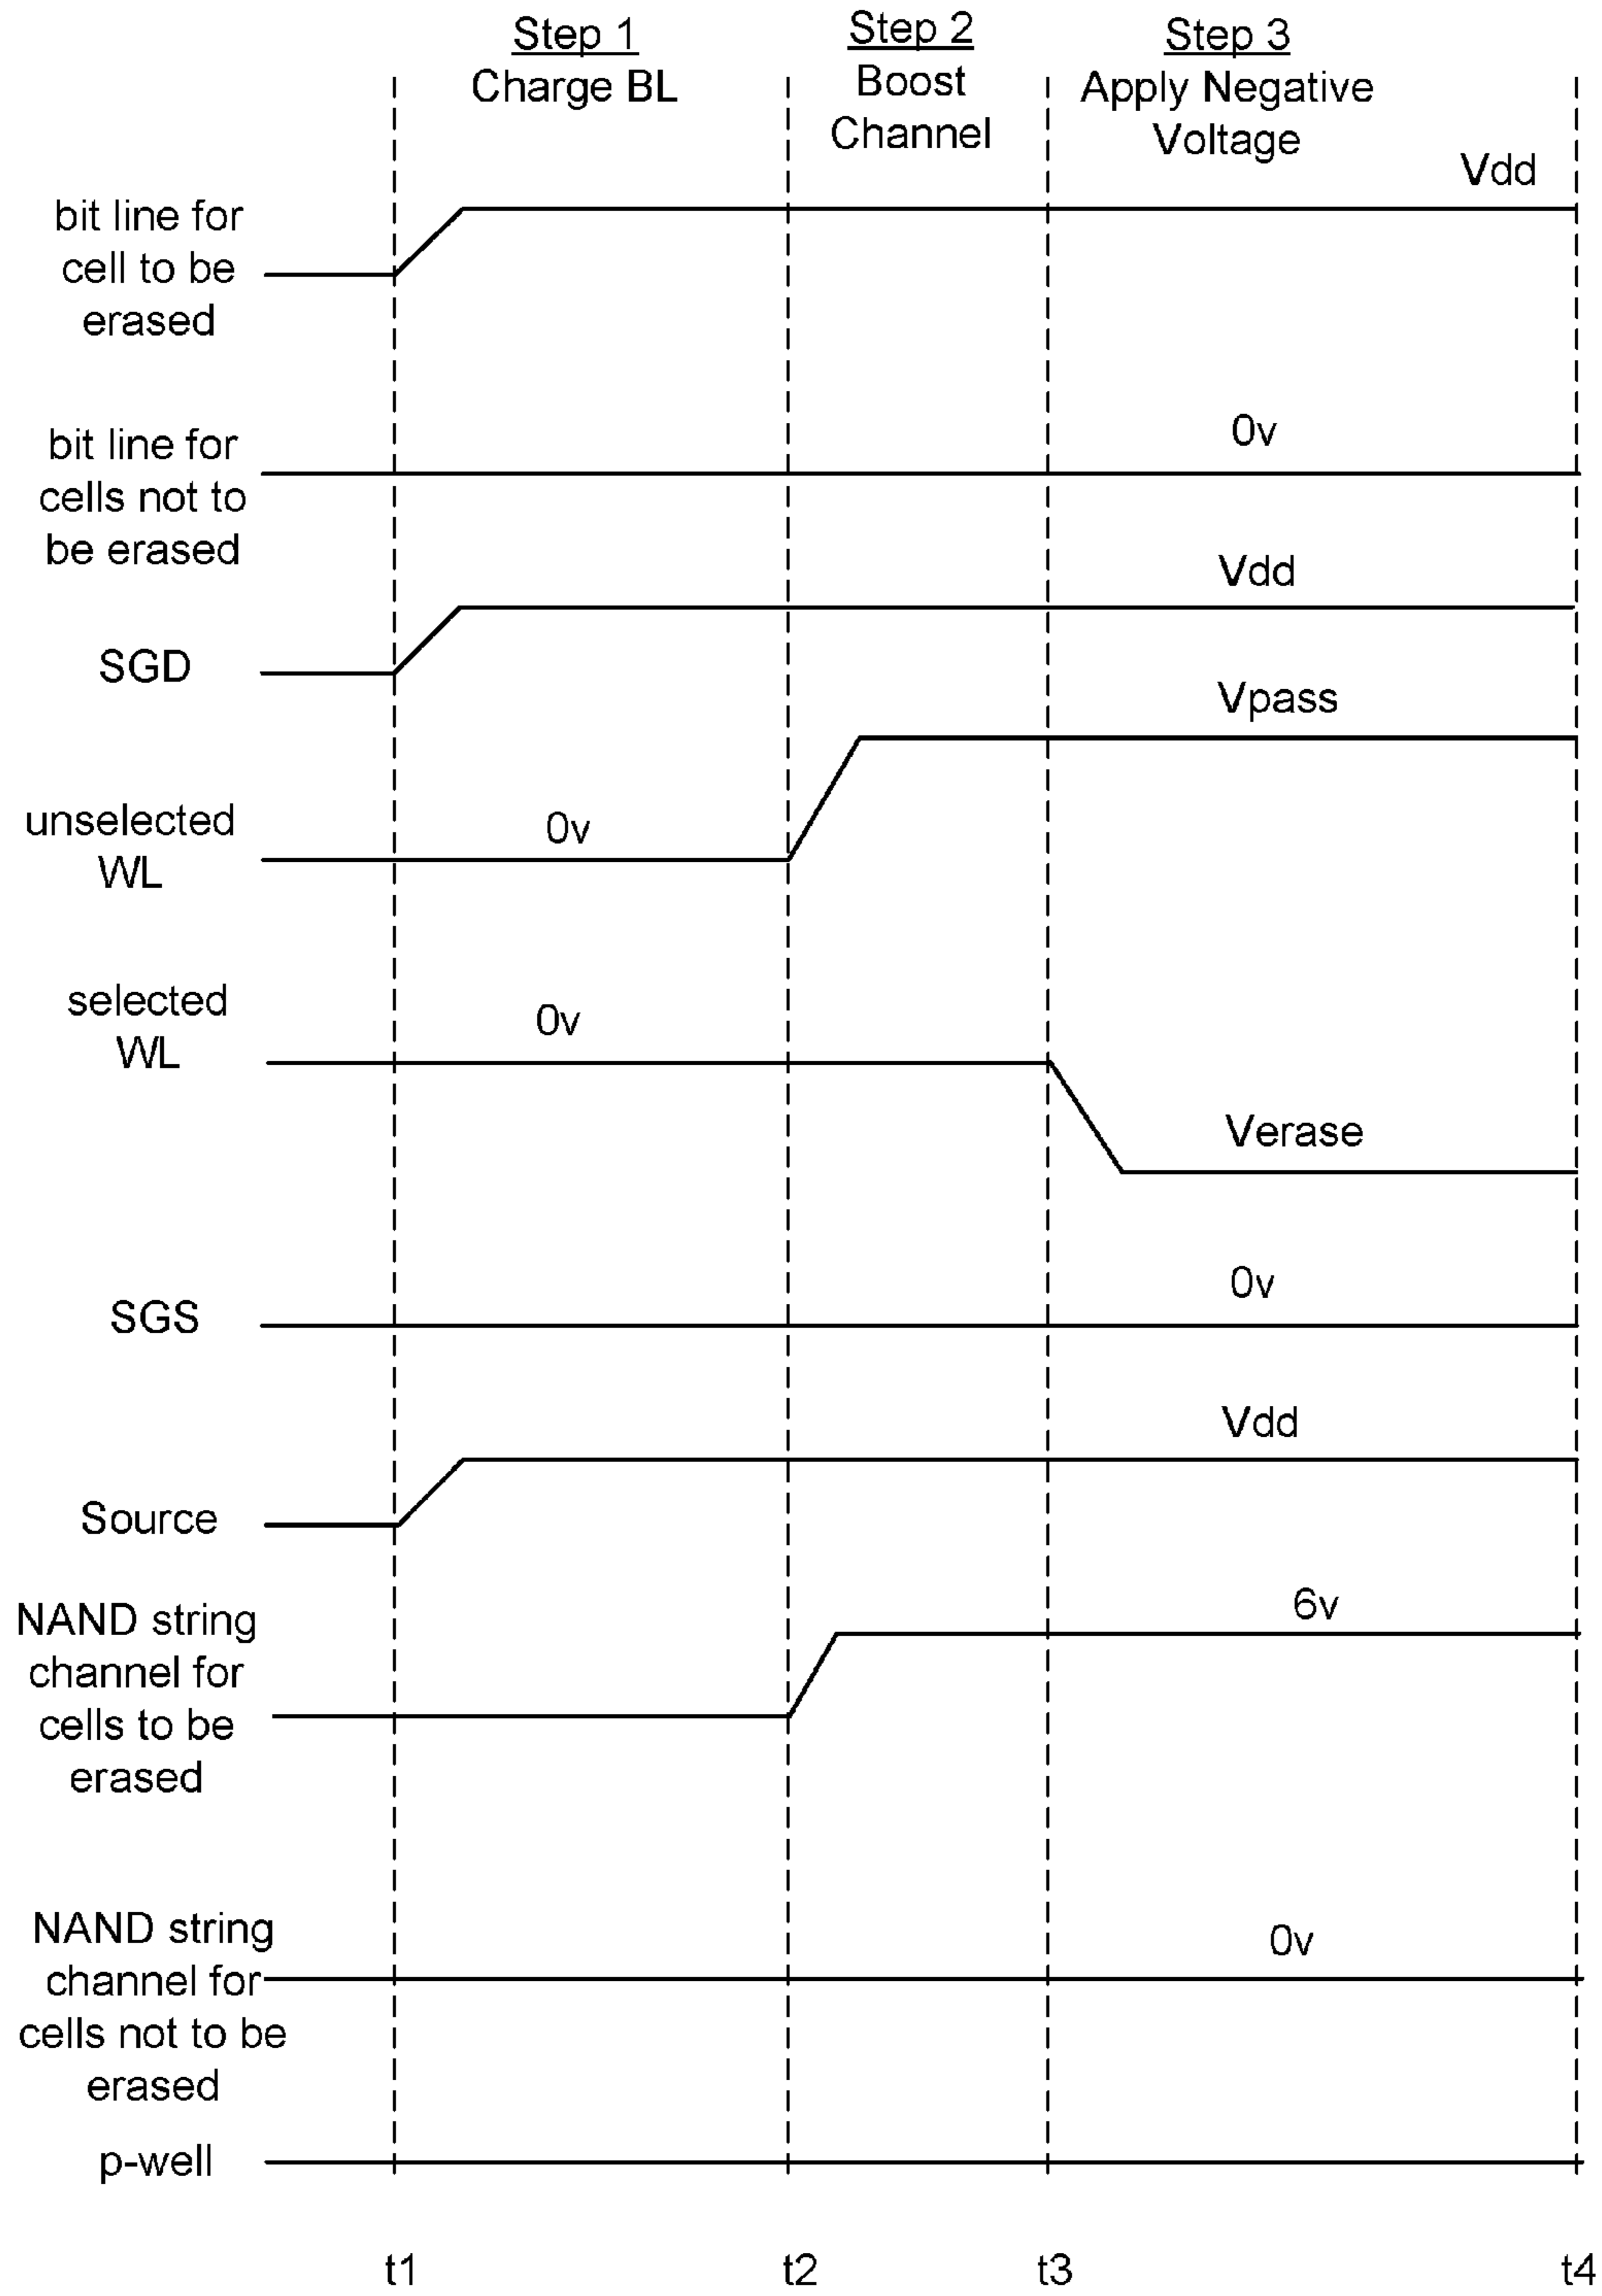 Step 1
Charge BL
Step 2
Boost
Channel
Step 3
Apply Negative
Voltage
Vdd
bit line for
cell to be
erased
0v
bit line for
cells not to
be erased
Vdd
SGD
Vpass
unselected
WL
0v
selected
WL
0v
Verase
0v
SGS
Vdd
Source
6v
NAND string
channel for
cells to be
erased
0v
NAND string
channel for
cells not to be
erased
p-well
t1
t2
t3
t4